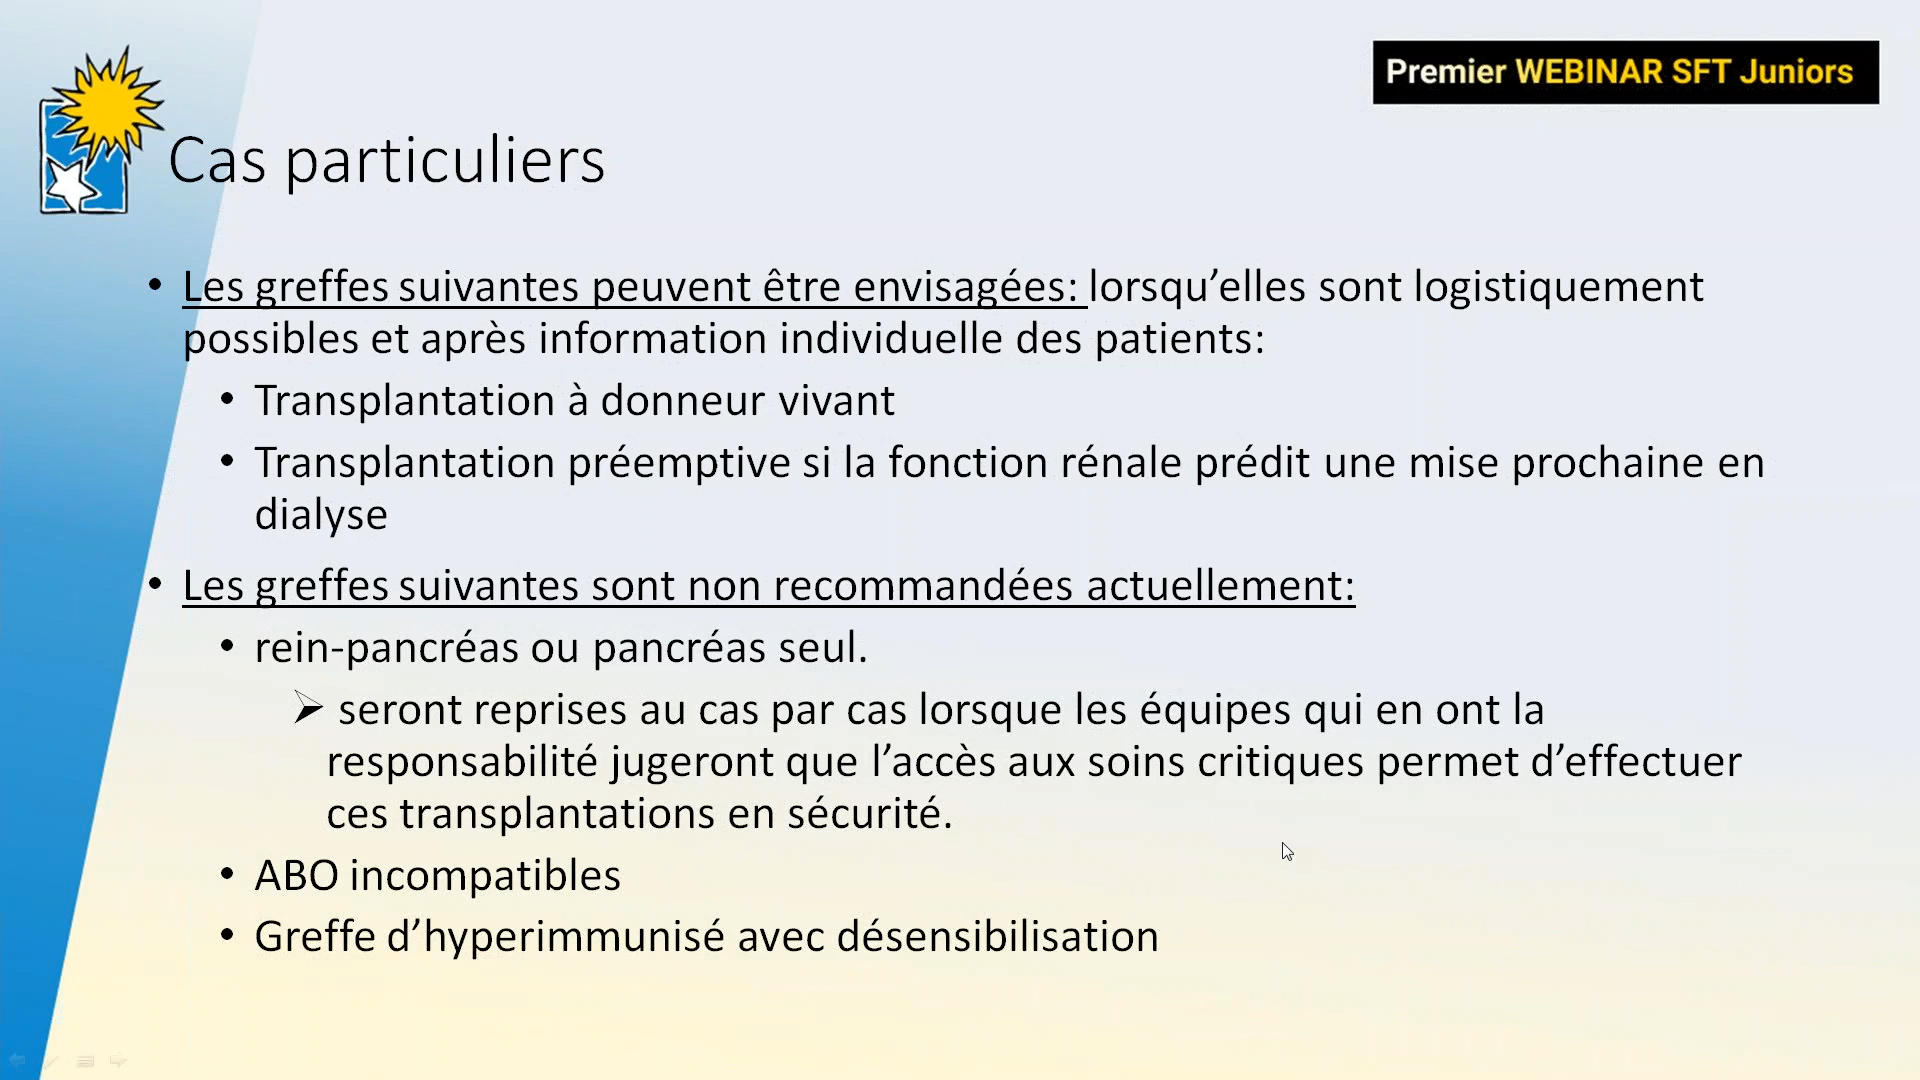 Premier WEBINAR SFT Juniors
Cas particuliers
• Les greffes suivantes peuvent être envisagées: lorsqu’elles sont logistiquement
possibles et après information individuelle des patients:
• Transplantation à donneur vivant
• Transplantation préemptive si la fonction rénale prédit une mise prochaine en
dialyse
• Les greffes suivantes sont non recommandées actuellement:
• rein-pancréas ou pancréas seul.
➢ seront reprises au cas par cas lorsque les équipes qui en ont la
responsabilité jugeront que l’accès aux soins critiques permet d’effectuer
ces transplantations en sécurité.
• ABO incompatibles
• Greffe d’hyperimmunisé avec désensibilisation